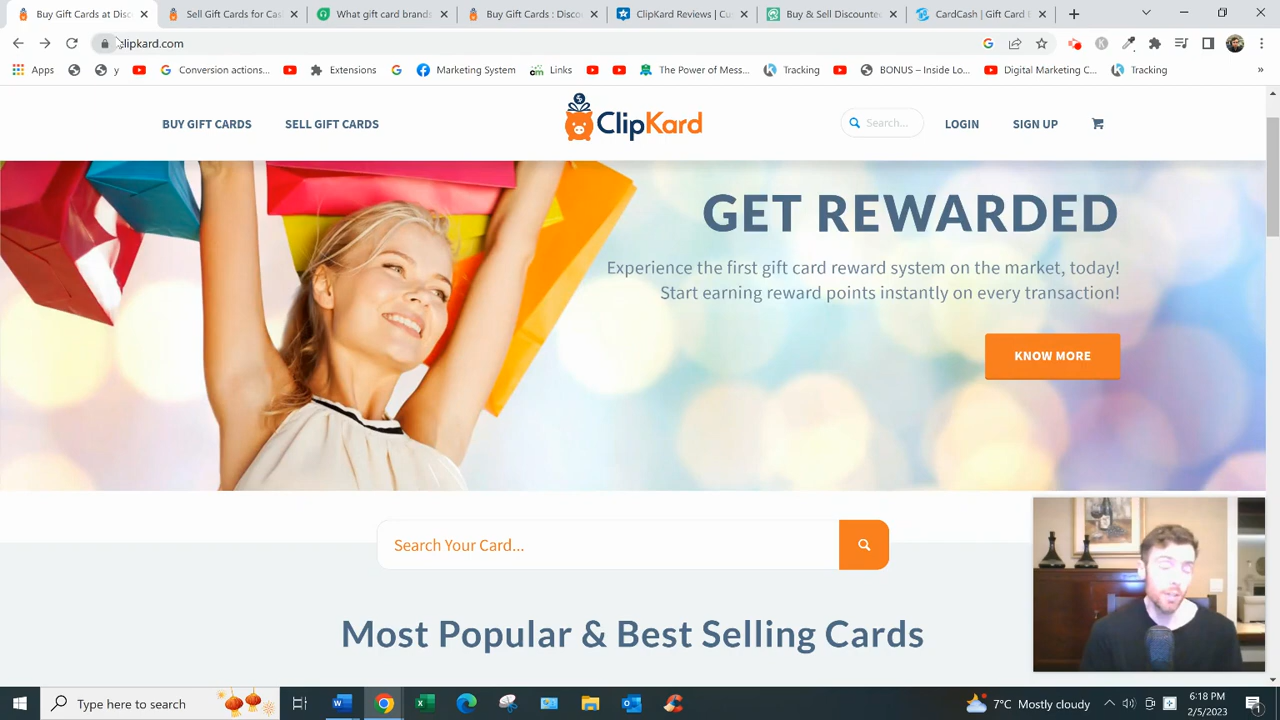 Buy Gift Cards at Disc
Sell Gift Cards for Cas
What gift card brands
Buy Gift Cards : Disco
ClipKard Reviews | Cu
Buy & Sell Discounte
CardCash | Gift Card E
clipkard.com
Apps
y
Conversion actions...
Extensions
Marketing System
Links
The Power of Mess...
Tracking
BONUS – Inside Lo...
Digital Marketing C...
Tracking
»
BUY GIFT CARDS
SELL GIFT CARDS
ClipKard
Search...
LOGIN
SIGN UP
GET REWARDED
Experience the first gift card reward system on the market, today!
Start earning reward points instantly on every transaction!
KNOW MORE
Search Your Card...
Most Popular & Best Selling Cards
Type here to search
7°C Mostly cloudy
6:18 PM
2/5/2023